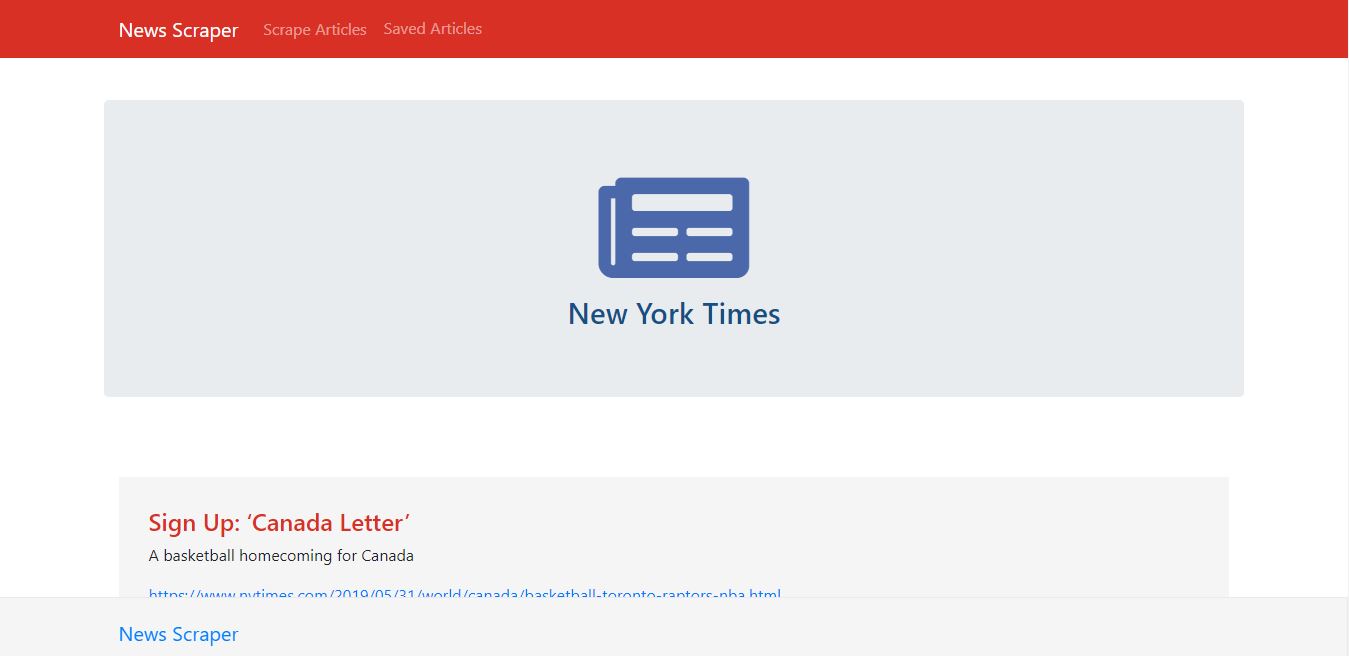 News Scraper Scrape Articles Saved Articles
New York Times
Sign Up: ‘Canada Letter’
A basketball homecoming for Canada
https://www.nytimes.com/2019/05/31/world/canada/basketball-toronto-raptors-nba.html
News Scraper